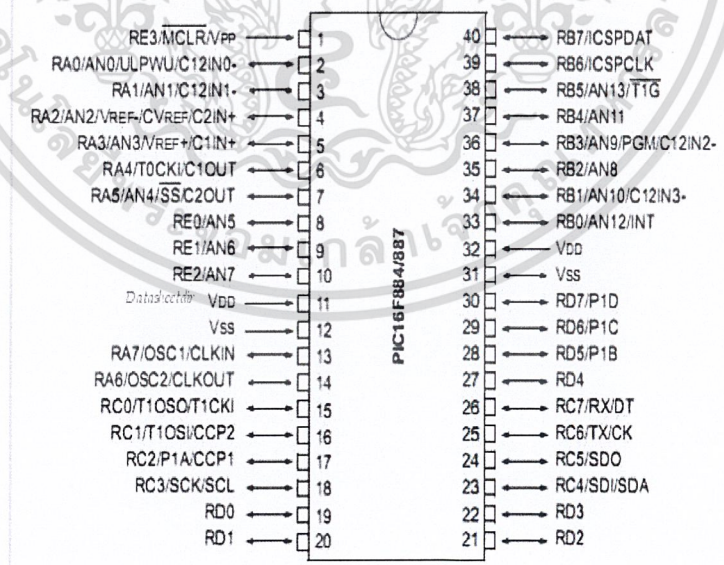 RE3/MCLR/VPP 1
RA0/AN0/ULPWU/C12IN0- 2
RA1/AN1/C12IN1- 3
RA2/AN2/VREF-/CVREF/C2IN+ 4
RA3/AN3/VREF+/C1IN+ 5
RA4/T0CKI/C1OUT 6
RA5/AN4/SS/C2OUT 7
RE0/AN5 8
RE1/AN6 9
RE2/AN7 10
VDD 11
VSS 12
RA7/OSC1/CLKIN 13
RA6/OSC2/CLKOUT 14
RC0/T1OSO/T1CKI 15
RC1/T1OSI/CCP2 16
RC2/P1A/CCP1 17
RC3/SCK/SCL 18
RD0 19
RD1 20
PIC16F884/887
40 RB7/ICSPDAT
39 RB6/ICSPCLK
38 RB5/AN13/T1G
37 RB4/AN11
36 RB3/AN9/PGM/C12IN2-
35 RB2/AN8
34 RB1/AN10/C12IN3-
33 RB0/AN12/INT
32 VDD
31 VSS
30 RD7/P1D
29 RD6/P1C
28 RD5/P1B
27 RD4
26 RC7/RX/DT
25 RC6/TX/CK
24 RC5/SDO
23 RC4/SDI/SDA
22 RD3
21 RD2